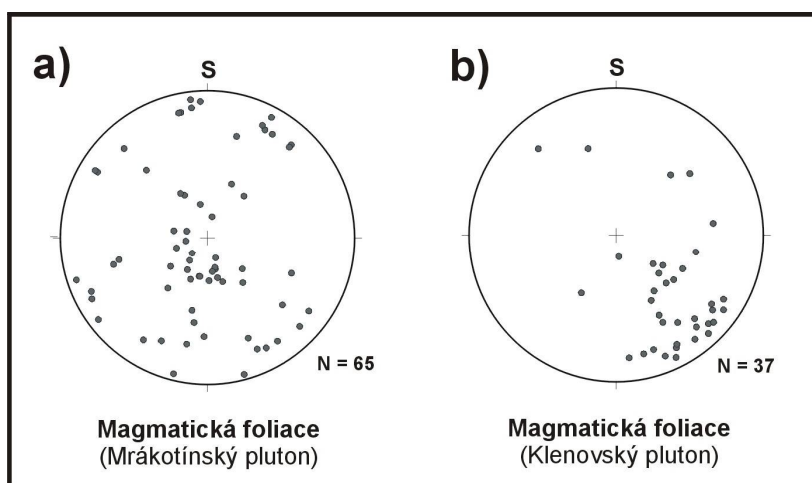 a)
S
N = 65
Magmatická foliace
(Mrákotínský pluton)
b)
S
N = 37
Magmatická foliace
(Klenovský pluton)